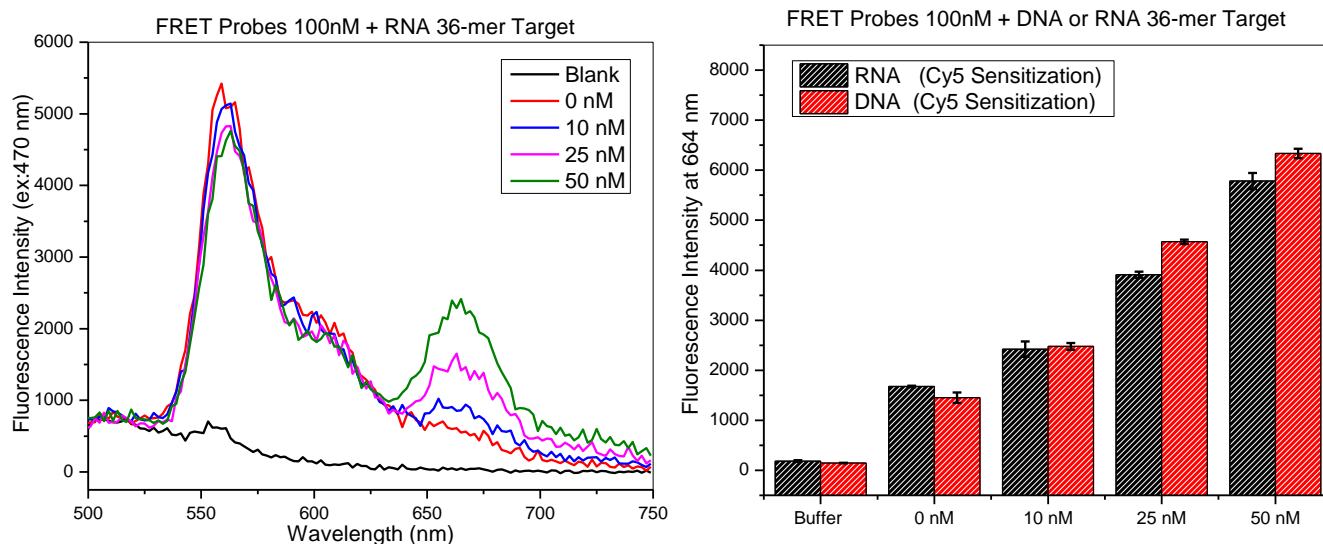 FRET Probes 100nM + RNA 36-mer Target
Fluorescence Intensity (ex:470 nm)
6000
5000
4000
3000
2000
1000
0
Blank
0 nM
10 nM
25 nM
50 nM
500
550
600
650
700
750
Wavelength (nm)
FRET Probes 100nM + DNA or RNA 36-mer Target
Fluorescence Intensity at 664 nm
8000
7000
6000
5000
4000
3000
2000
1000
0
RNA (Cy5 Sensitization)
DNA (Cy5 Sensitization)
Buffer
0 nM
10 nM
25 nM
50 nM